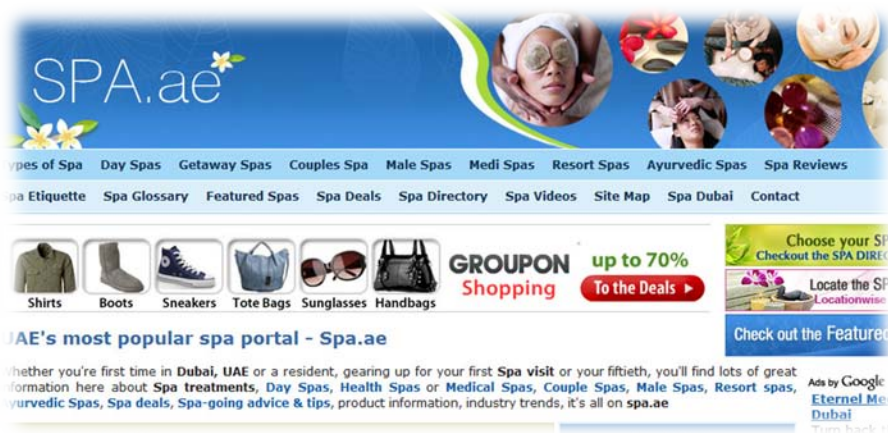 SPA.ae
ypes of Spa Day Spas Getaway Spas Couples Spa Male Spas Medi Spas Resort Spas Ayurvedic Spas Spa Reviews
pa Etiquette Spa Glossary Featured Spas Spa Deals Spa Directory Spa Videos Site Map Spa Dubai Contact
Shirts Boots Sneakers Tote Bags Sunglasses Handbags
GROUPON
Shopping
up to 70%
To the Deals
Choose your SP
Checkout the SPA DIREC
Locate the SP
Locationwise
Check out the Featured
UAE's most popular spa portal - Spa.ae
Whether you're first time in Dubai, UAE or a resident, gearing up for your first Spa visit or your fiftieth, you'll find lots of great
nformation here about Spa treatments, Day Spas, Health Spas or Medical Spas, Couple Spas, Male Spas, Resort spas,
yurvedic Spas, Spa deals, Spa-going advice & tips, product information, industry trends, it's all on spa.ae
Ads by Google
Eternel Me
Dubai
Turn back